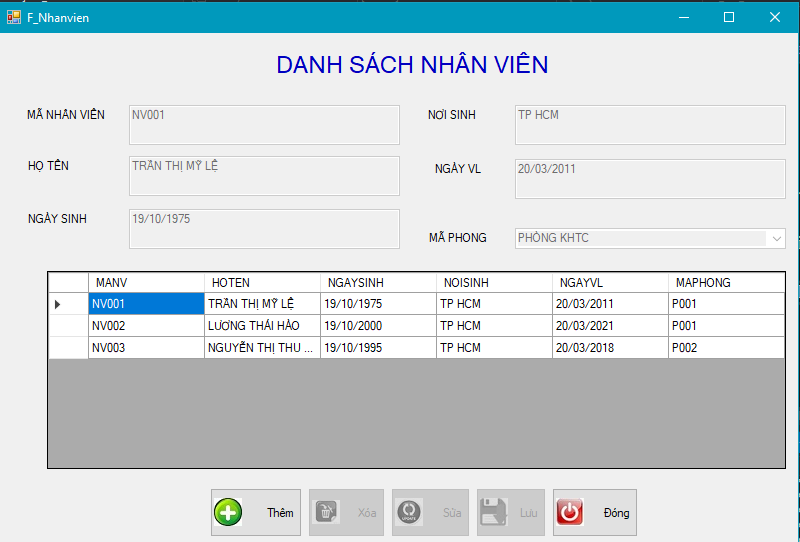 F_Nhanvien
DANH SÁCH NHÂN VIÊN
MÃ NHÂN VIÊN NV001 NƠI SINH TP HCM
HỌ TÊN TRẦN THỊ MỸ LỆ NGÀY VL 20/03/2011
NGÀY SINH 19/10/1975
MÃ PHONG PHÒNG KHTC
MANV HOTEN NGAYSINH NOISINH NGAYVL MAPHONG
NV001 TRẦN THỊ MỸ LỆ 19/10/1975 TP HCM 20/03/2011 P001
NV002 LƯƠNG THÁI HÀO 19/10/2000 TP HCM 20/03/2021 P001
NV003 NGUYỄN THỊ THU ... 19/10/1995 TP HCM 20/03/2018 P002
Thêm Xóa UPDATE Sữa Lưu Đóng